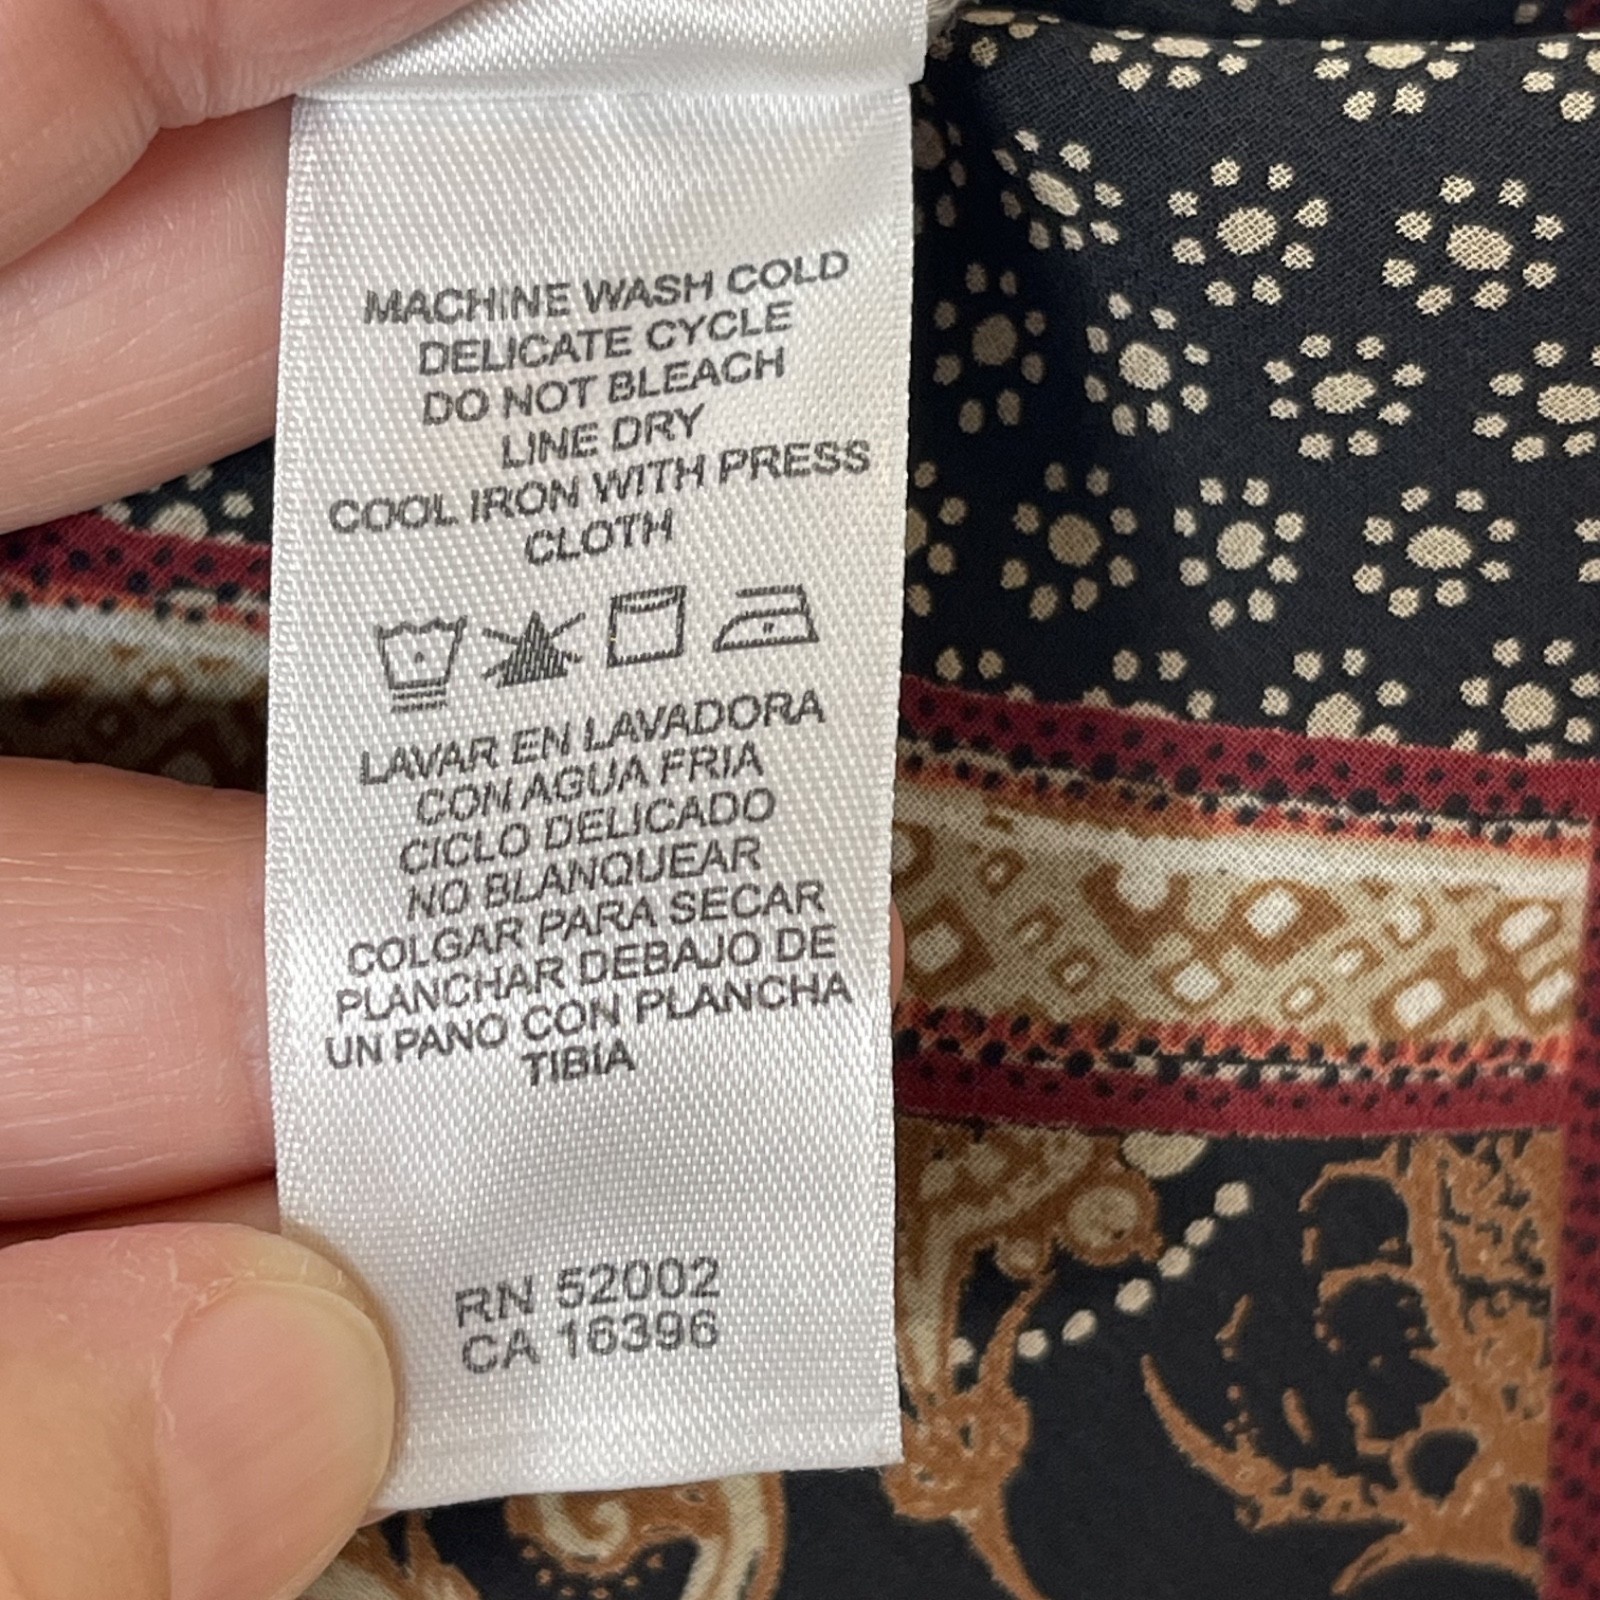 MACHINE WASH COLD
DELICATE CYCLE
DO NOT BLEACH
LINE DRY
COOL IRON WITH PRESS
CLOTH
LAVAR EN LAVADORA
CON AGUA FRIA
CICLO DELICADO
NO BLANQUEAR
COLGAR PARA SECAR
PLANCHAR DEBAJO DE
UN PANO CON PLANCHA
TIBIA
RN 52002
CA 16396